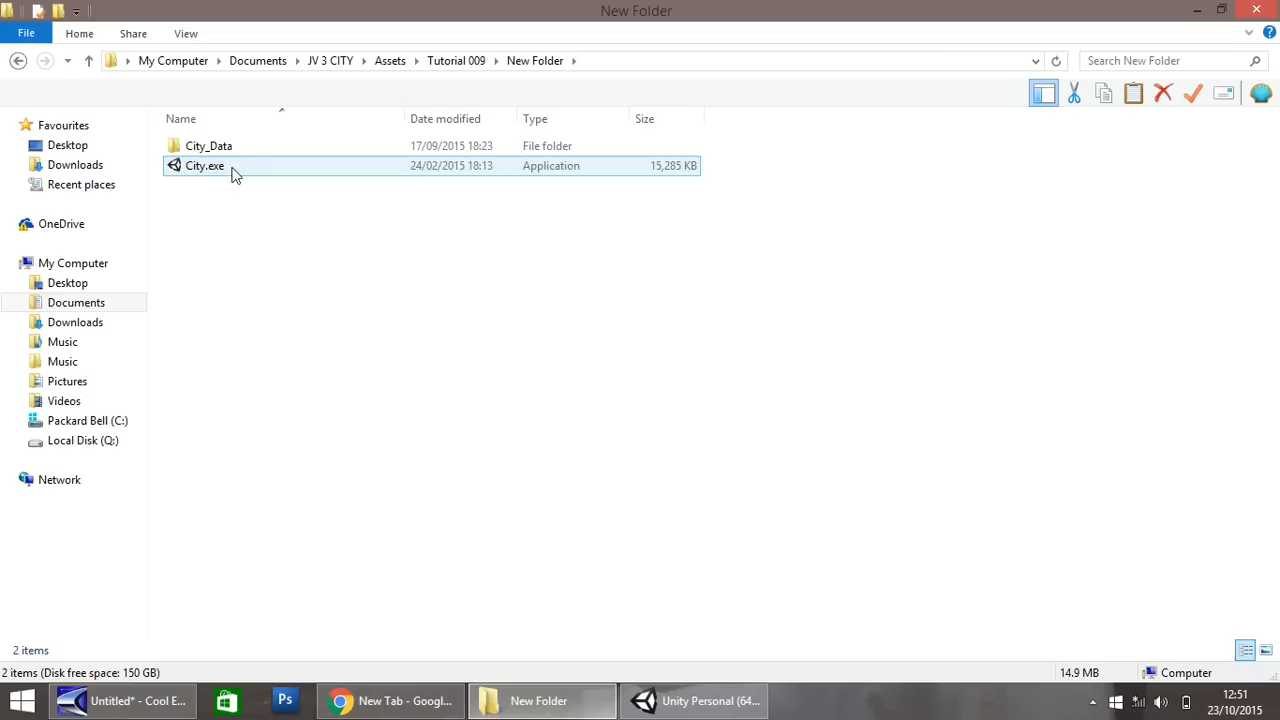 New Folder
File Home Share View
My Computer Documents JV 3 CITY Assets Tutorial 009 New Folder
Search New Folder
Name Date modified Type Size
City_Data 17/09/2015 18:23 File folder
City.exe 24/02/2015 18:13 Application 15,285 KB
Favourites
Desktop
Downloads
Recent places
OneDrive
My Computer
Desktop
Documents
Downloads
Music
Music
Pictures
Videos
Packard Bell (C:)
Local Disk (Q:)
Network
2 items
2 items (Disk free space: 150 GB) 14.9 MB Computer
Untitled* - Cool E... Ps New Tab - Googl... New Folder Unity Personal (64...
12:51
23/10/2015